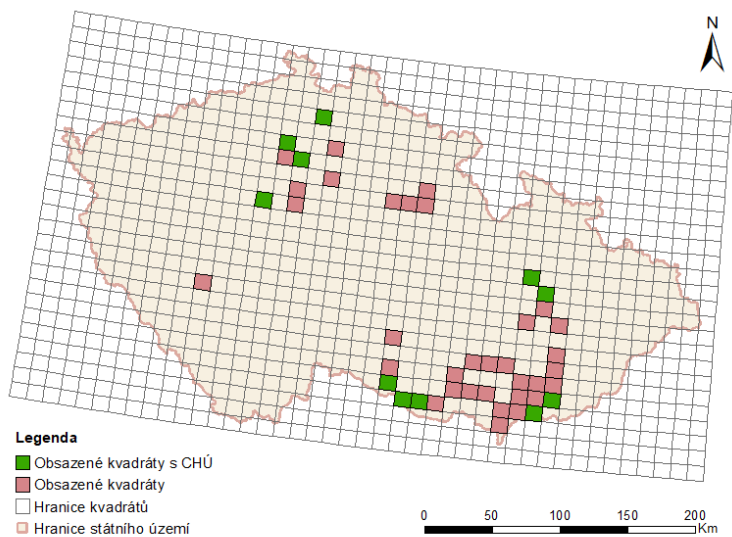 N
Legenda
Obsazené kvadráty s CHÚ
Obsazené kvadráty
Hranice kvadrátů
Hranice státního území
0 50 100 150 200
Km